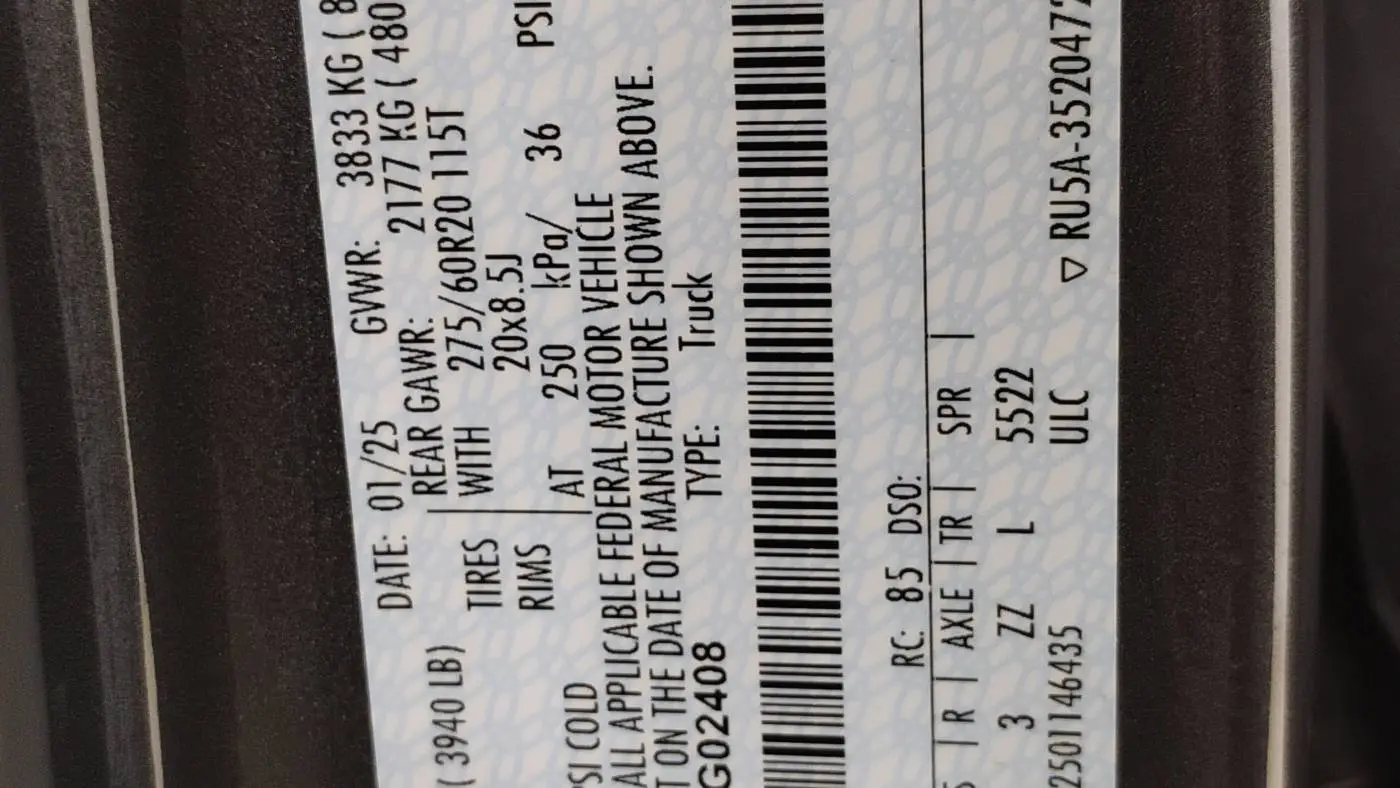 DATE: 01/25 GVWR: 3833 KG ( 8
( 3940 LB) REAR GAWR: 2177 KG ( 480
TIRES WITH 275/60R20 115T
RIMS 20x8.5J
PSI COLD AT 250 kPa/ 36 PSI
ALL APPLICABLE FEDERAL MOTOR VEHICLE
T ON THE DATE OF MANUFACTURE SHOWN ABOVE.
G02408 TYPE: Truck
RC: 85 DSO:
S | R | AXLE | TR | SPR |
3 ZZ L 5522
2501146435 ULC ▽ RU5A-3520472